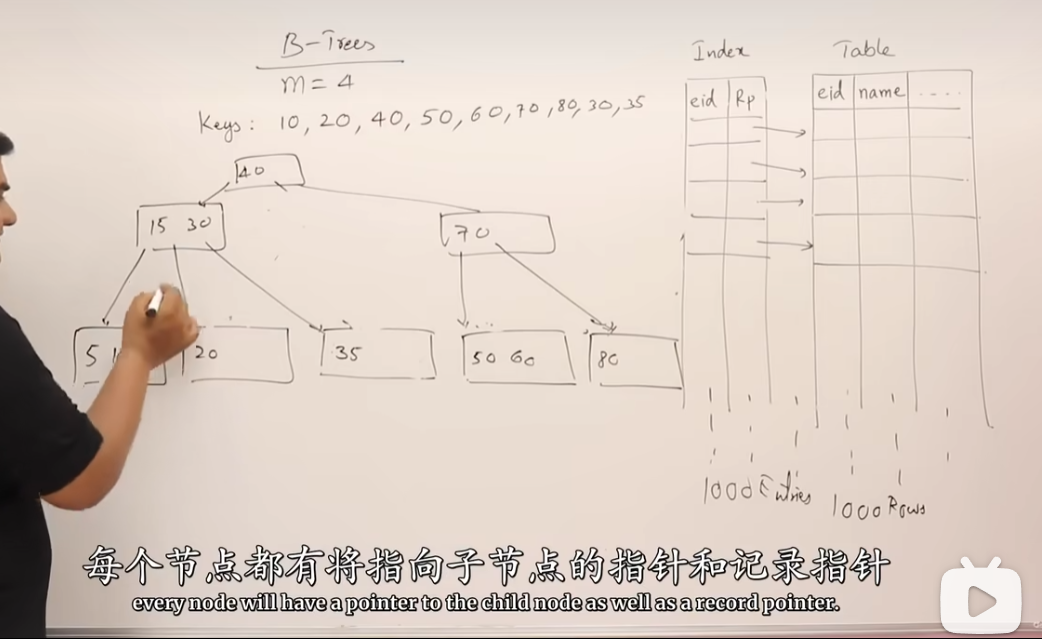 B-Trees
m = 4
Keys: 10, 20, 40, 50, 60, 70, 80, 30, 35
40
15 30
70
5
20
35
50 60
80
Index
eid Rp
Table
eid name ....
1000 Entries
1000 Rows
每个节点都有将指向子节点的指针和记录指针
every node will have a pointer to the child node as well as a record pointer.